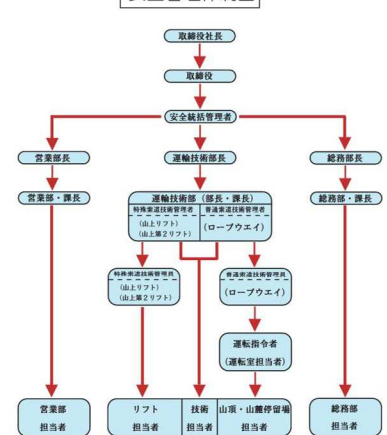 取締役社長
取締役
安全統括管理者
営業部長
運輸技術部長
総務部長
営業部・課長
運輸技術部（部長・課長）
総務部・課長
特殊索道技術管理者
普通索道技術管理者
（山上リフト）
（山上第２リフト）
（ロープウエイ）
特殊索道技術管理員
（山上リフト）
（山上第２リフト）
普通索道技術管理員
（ロープウエイ）
運転指令者
（運転室担当者）
営業部
担当者
リフト
担当者
技術
担当者
山頂・山麓停留場
担当者
総務部
担当者